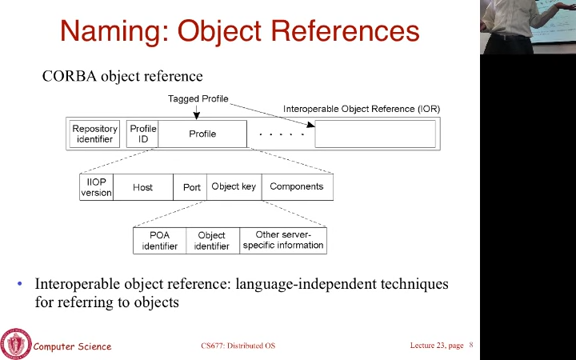 Naming: Object References
CORBA object reference
Tagged Profile
Interoperable Object Reference (IOR)
Repository identifier
Profile ID
Profile
. . . . .
IIOP version
Host
Port
Object key
Components
POA identifier
Object identifier
Other server-specific information
• Interoperable object reference: language-independent techniques
for referring to objects
Computer Science
CS677: Distributed OS
Lecture 23, page 8